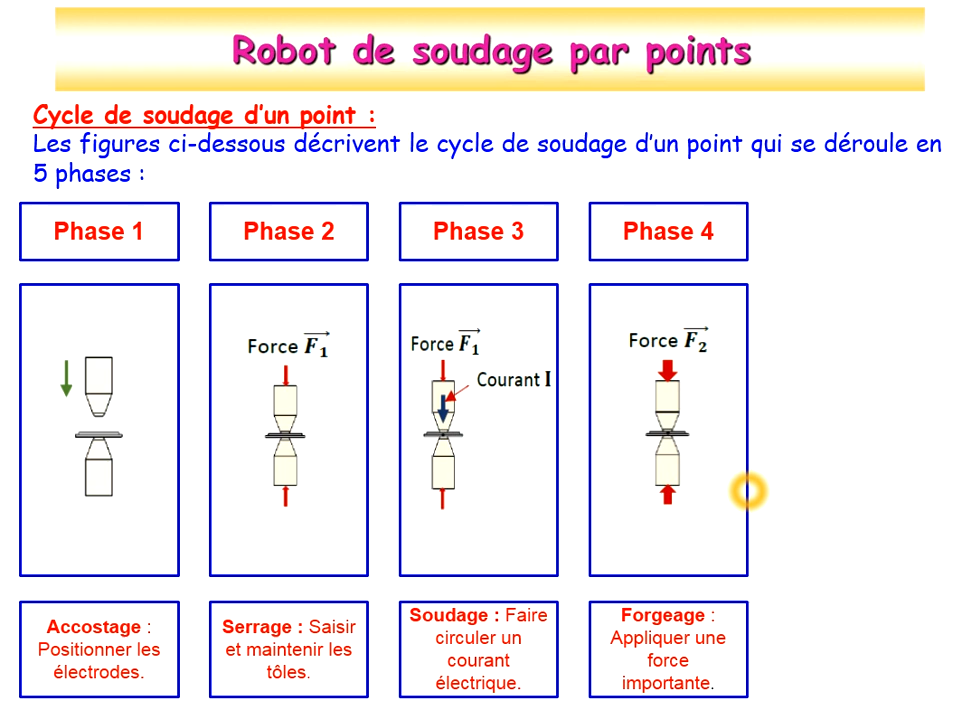 Robot de soudage par points
Cycle de soudage d'un point :
Les figures ci-dessous décrivent le cycle de soudage d'un point qui se déroule en
5 phases :
Phase 1
Phase 2
Phase 3
Phase 4
Force F₁
Force F₁
Courant I
Force F₂
Accostage :
Positionner les
électrodes.
Serrage : Saisir
et maintenir les
tôles.
Soudage : Faire
circuler un
courant
électrique.
Forgeage :
Appliquer une
force
importante.